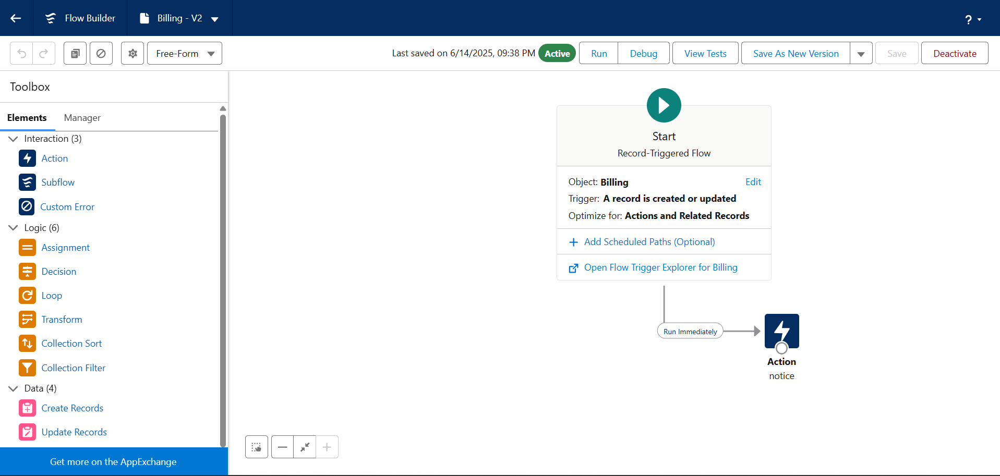 Flow Builder
Billing - V2
?
Free-Form
Last saved on 6/14/2025, 09:38 PM
Active
Run
Debug
View Tests
Save As New Version
Save
Deactivate
Toolbox
Elements
Manager
Interaction (3)
Action
Subflow
Custom Error
Logic (6)
Assignment
Decision
Loop
Transform
Collection Sort
Collection Filter
Data (4)
Create Records
Update Records
Get more on the AppExchange
Start
Record-Triggered Flow
Object: Billing
Edit
Trigger: A record is created or updated
Optimize for: Actions and Related Records
Add Scheduled Paths (Optional)
Open Flow Trigger Explorer for Billing
Run Immediately
Action
notice